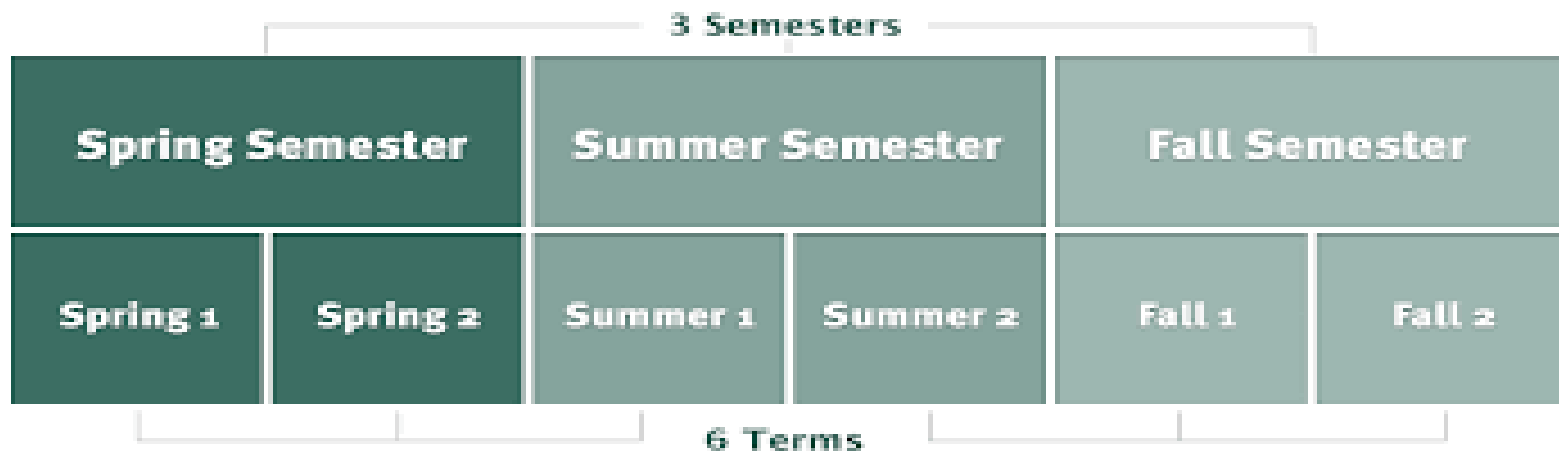 3 Semesters
Spring Semester Summer Semester Fall Semester
Spring 1 Spring 2 Summer 1 Summer 2 Fall 1 Fall 2
6 Terms